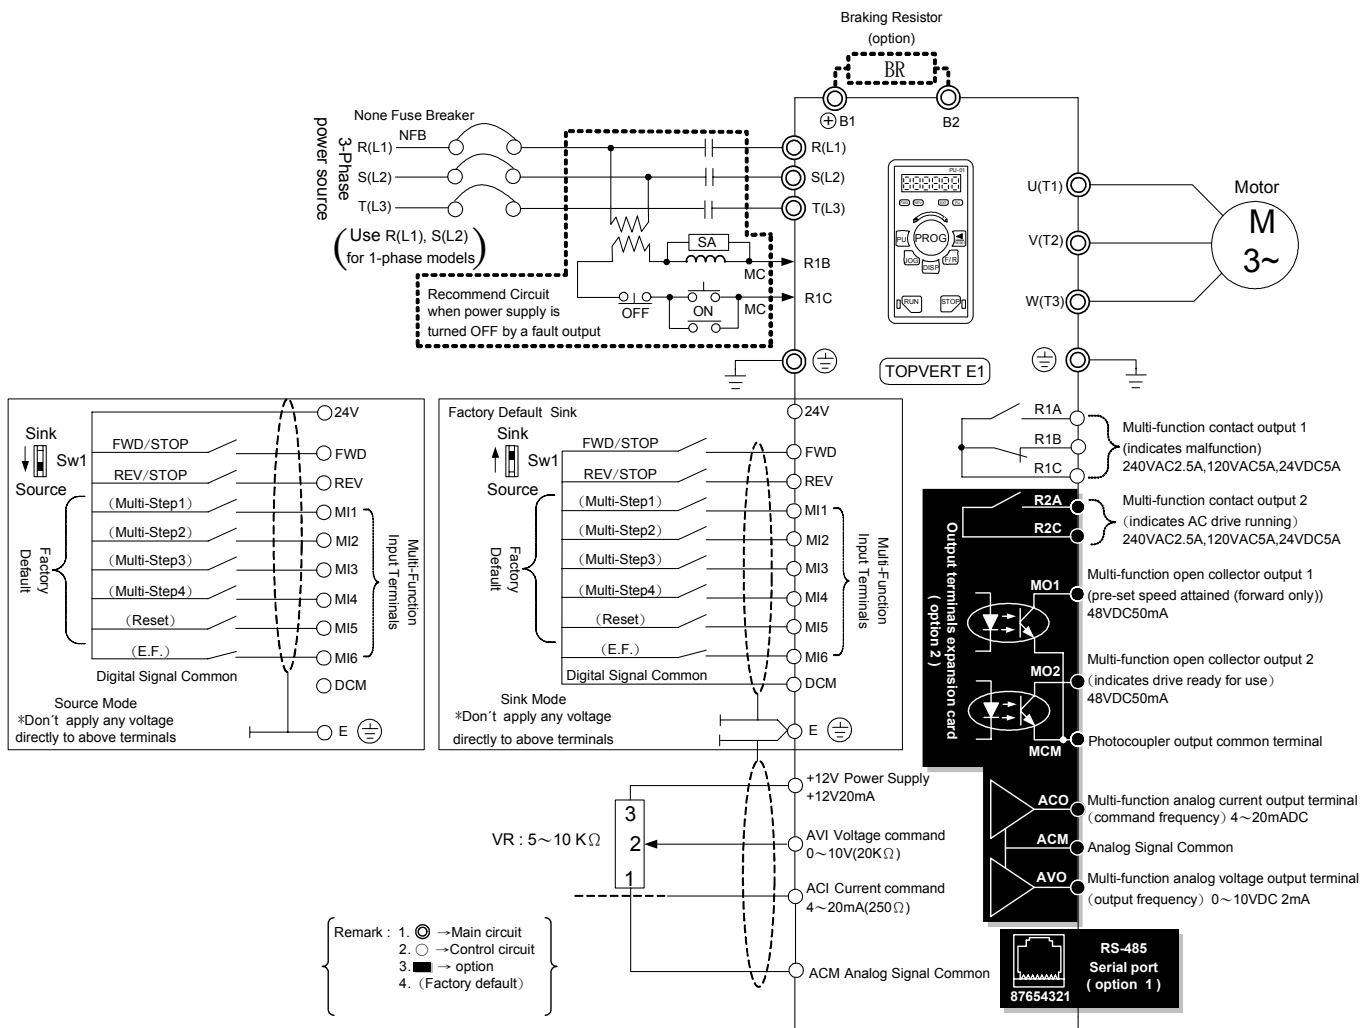 Braking Resistor
(option)
BR
B1
B2
None Fuse Breaker
NFB
3-Phase
power source
R(L1)
S(L2)
T(L3)
(Use R(L1), S(L2)
for 1-phase models)
R(L1)
S(L2)
T(L3)
SA
MC
R1B
OFF
ON
MC
R1C
Recommend Circuit
when power supply is
turned OFF by a fault output
PU-01
PU
PROG
JOG
DISP
F/R
RUN
STOP
TOPVERT E1
U(T1)
V(T2)
W(T3)
Motor
M
3~
Sink
Sw1
Source
Factory
Default
FWD/STOP
REV/STOP
(Multi-Step1)
(Multi-Step2)
(Multi-Step3)
(Multi-Step4)
(Reset)
(E.F.)
Digital Signal Common
24V
FWD
REV
MI1
MI2
MI3
MI4
MI5
MI6
DCM
E
Multi-Function
Input Terminals
Source Mode
*Don't apply any voltage
directly to above terminals
Factory Default Sink
Sink
Sw1
Source
Factory
Default
FWD/STOP
REV/STOP
(Multi-Step1)
(Multi-Step2)
(Multi-Step3)
(Multi-Step4)
(Reset)
(E.F.)
Digital Signal Common
24V
FWD
REV
MI1
MI2
MI3
MI4
MI5
MI6
DCM
E
Multi-Function
Input Terminals
Sink Mode
*Don't apply any voltage
directly to above terminals
R1A
R1B
R1C
Multi-function contact output 1
(indicates malfunction)
240VAC2.5A,120VAC5A,24VDC5A
R2A
R2C
Multi-function contact output 2
(indicates AC drive running)
240VAC2.5A,120VAC5A,24VDC5A
Output terminals expansion card
( option 2 )
MO1
Multi-function open collector output 1
(pre-set speed attained (forward only))
48VDC50mA
MO2
Multi-function open collector output 2
(indicates drive ready for use)
48VDC50mA
MCM
Photocoupler output common terminal
ACO
Multi-function analog current output terminal
(command frequency) 4~20mADC
ACM
Analog Signal Common
AVO
Multi-function analog voltage output terminal
(output frequency) 0~10VDC 2mA
RS-485
Serial port
( option 1 )
87654321
+12V Power Supply
+12V20mA
VR : 5~10 KΩ
3
2
1
AVI Voltage command
0~10V(20KΩ)
ACI Current command
4~20mA(250Ω)
ACM Analog Signal Common
Remark : 1. →Main circuit
2. →Control circuit
3. → option
4. (Factory default)